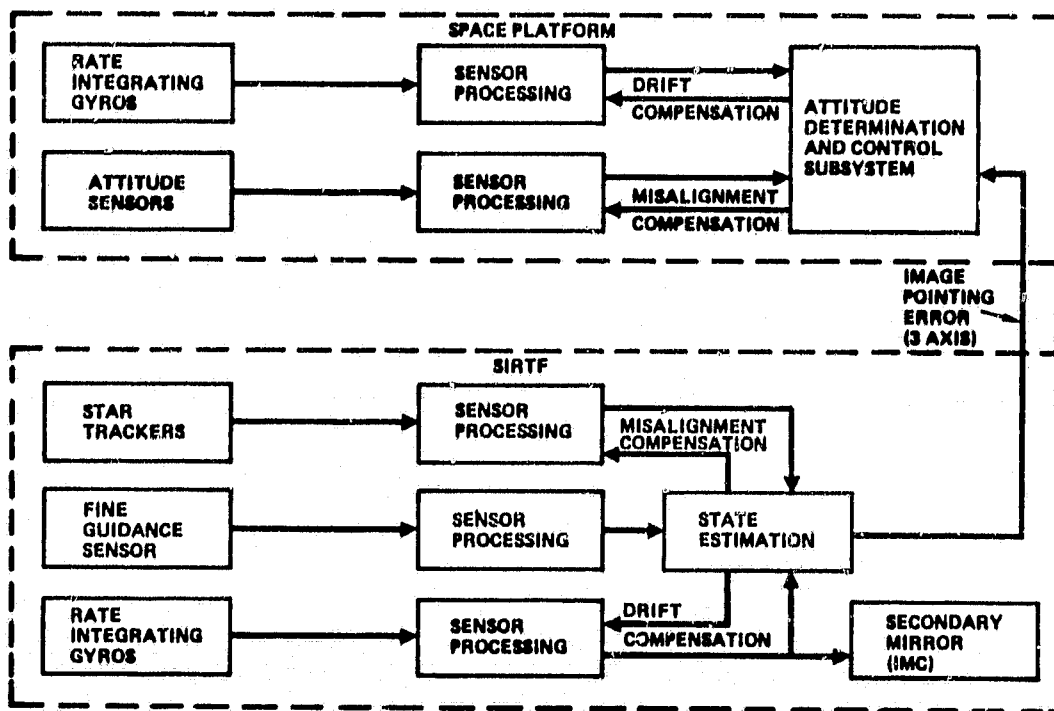 SPACE PLATFORM
RATE
INTEGRATING
GYROS
SENSOR
PROCESSING
DRIFT
COMPENSATION
ATTITUDE
DETERMINATION
AND CONTROL
SUBSYSTEM
ATTITUDE
SENSORS
SENSOR
PROCESSING
MISALIGNMENT
COMPENSATION
IMAGE
POINTING
ERROR
(3 AXIS)
SIRTF
STAR
TRACKERS
SENSOR
PROCESSING
MISALIGNMENT
COMPENSATION
FINE
GUIDANCE
SENSOR
SENSOR
PROCESSING
STATE
ESTIMATION
RATE
INTEGRATING
GYROS
SENSOR
PROCESSING
DRIFT
COMPENSATION
SECONDARY
MIRROR
(IMC)